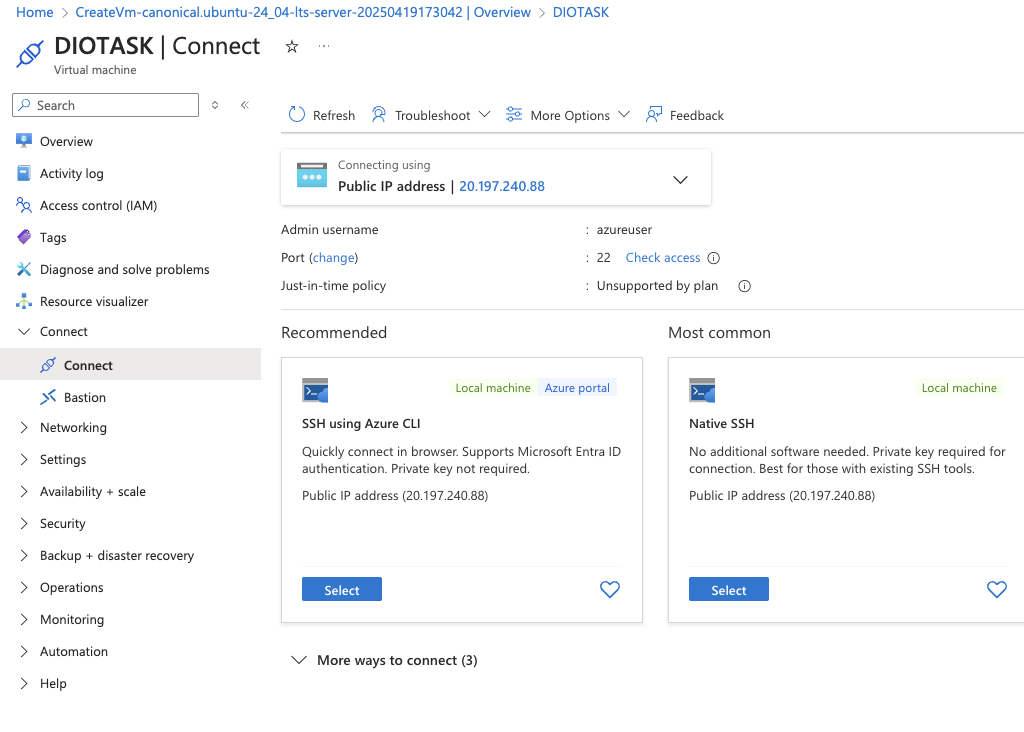 Home > CreateVm-canonical.ubuntu-24_04-lts-server-20250419173042 | Overview > DIOTASK
DIOTASK | Connect
Virtual machine
Search
Overview
Activity log
Access control (IAM)
Tags
Diagnose and solve problems
Resource visualizer
Connect
Connect
Bastion
Networking
Settings
Availability + scale
Security
Backup + disaster recovery
Operations
Monitoring
Automation
Help
Refresh Troubleshoot More Options Feedback
Connecting using
Public IP address | 20.197.240.88
Admin username : azureuser
Port (change) : 22 Check access
Just-in-time policy : Unsupported by plan
Recommended
Local machine Azure portal
SSH using Azure CLI
Quickly connect in browser. Supports Microsoft Entra ID
authentication. Private key not required.
Public IP address (20.197.240.88)
Select
Most common
Local machine
Native SSH
No additional software needed. Private key required for
connection. Best for those with existing SSH tools.
Public IP address (20.197.240.88)
Select
More ways to connect (3)